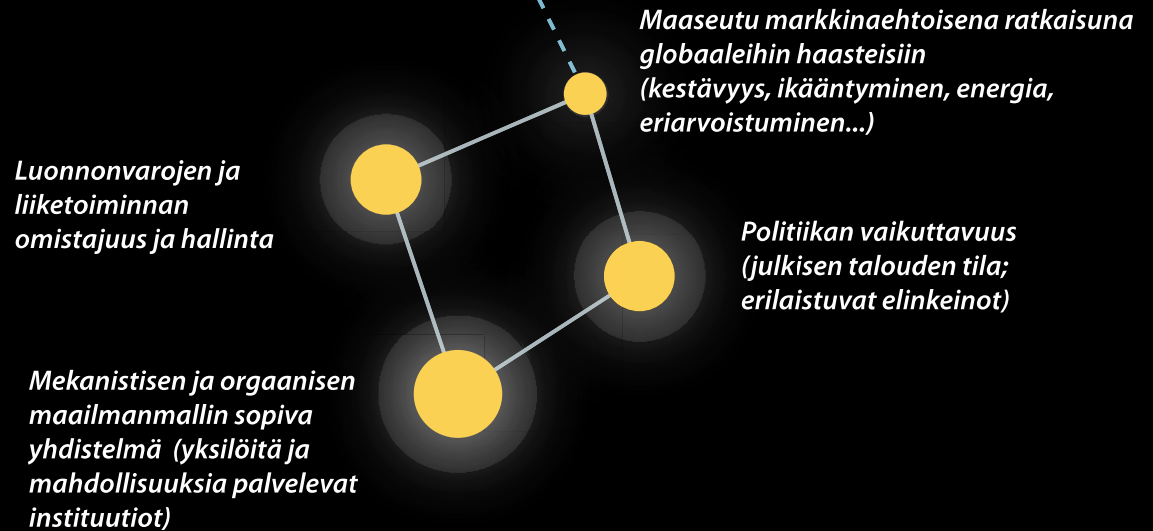 Maaseutu markkinaehtoisena ratkaisuna
globaaleihin haasteisiin
(kestävyys, ikääntyminen, energia,
eriarvoistuminen...)
Luonnonvarojen ja
liiketoiminnan
omistajuus ja hallinta
Politiikan vaikuttavuus
(julkisen talouden tila;
erilaistuvat elinkeinot)
Mekanistisen ja orgaanisen
maailmanmallin sopiva
yhdistelmä (yksilöitä ja
mahdollisuuksia palvelevat
instituutiot)